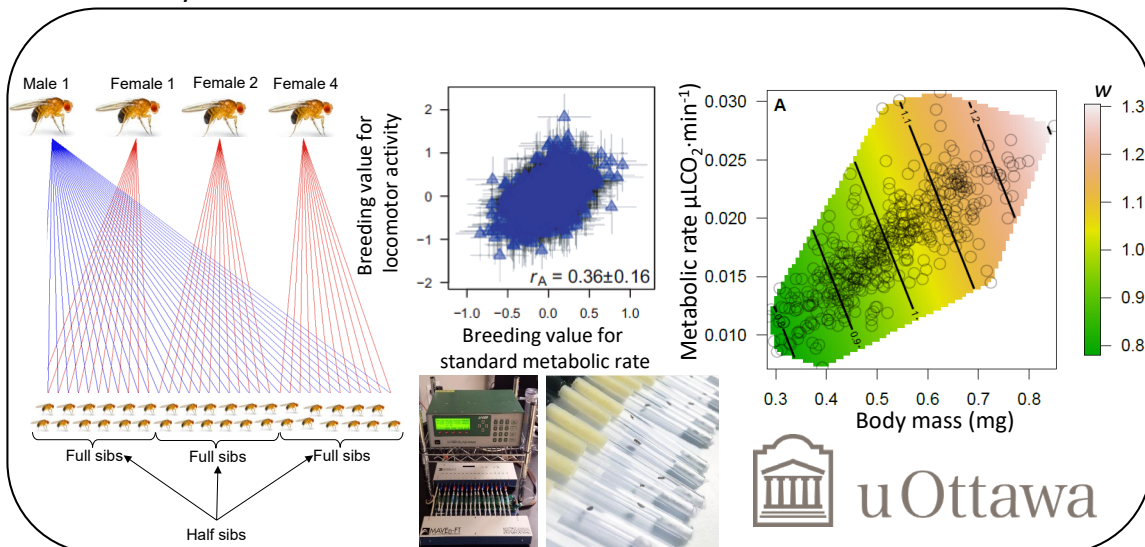 Male 1
Female 1
Female 2
Female 4
Full sibs
Full sibs
Full sibs
Half sibs
Breeding value for
locomotor activity
2
1
0
−1
−2
rA = 0.36±0.16
−1.0
−0.5
0.0
0.5
1.0
Breeding value for
standard metabolic rate
MAVEn-FT
A
w
Metabolic rate µLCO2·min-1)
0.030
0.025
0.020
0.015
0.010
1.1
1.2
0.9
1
0.3
0.4
0.5
0.6
0.7
0.8
Body mass (mg)
1.3
1.2
1.1
1.0
0.9
0.8
uOttawa